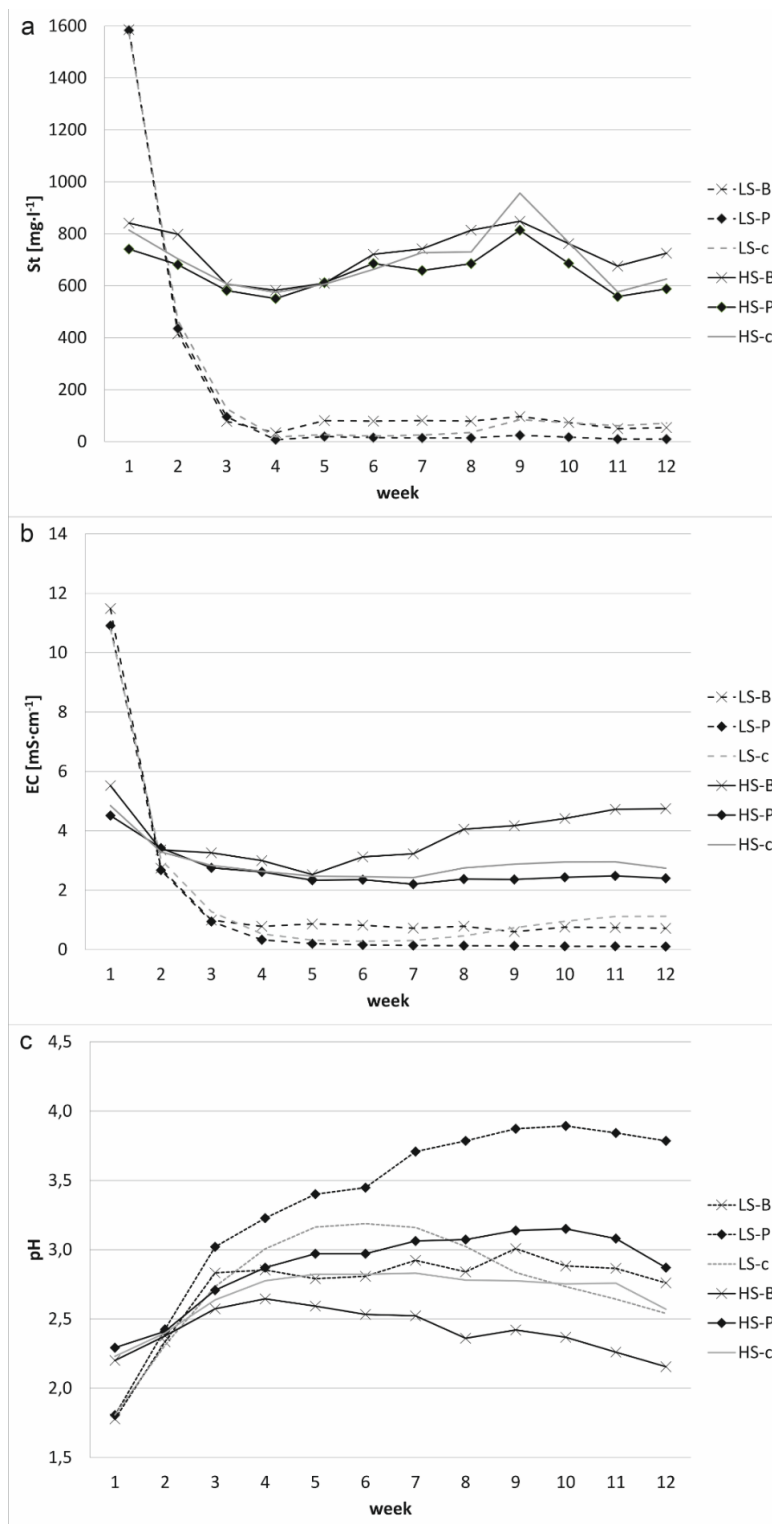 a
1600
1400
1200
1000
800
600
400
200
0
St [mg·l⁻¹]
1 2 3 4 5 6 7 8 9 10 11 12
week
LS-B
LS-P
LS-c
HS-B
HS-P
HS-c
b
14
12
10
8
6
4
2
0
EC [mS·cm⁻¹]
1 2 3 4 5 6 7 8 9 10 11 12
week
LS-B
LS-P
LS-c
HS-B
HS-P
HS-c
c
4,5
4,0
3,5
3,0
2,5
2,0
1,5
pH
1 2 3 4 5 6 7 8 9 10 11 12
week
LS-B
LS-P
LS-c
HS-B
HS-P
HS-c